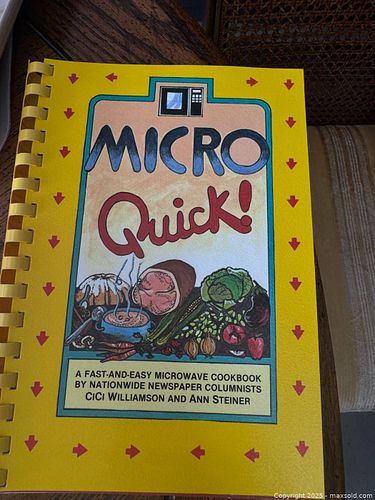 MICRO
Quick!
A FAST-AND-EASY MICROWAVE COOKBOOK
BY NATIONWIDE NEWSPAPER COLUMNISTS
CICI WILLIAMSON AND ANN STEINER
Copyright 2025 - maxsold.com